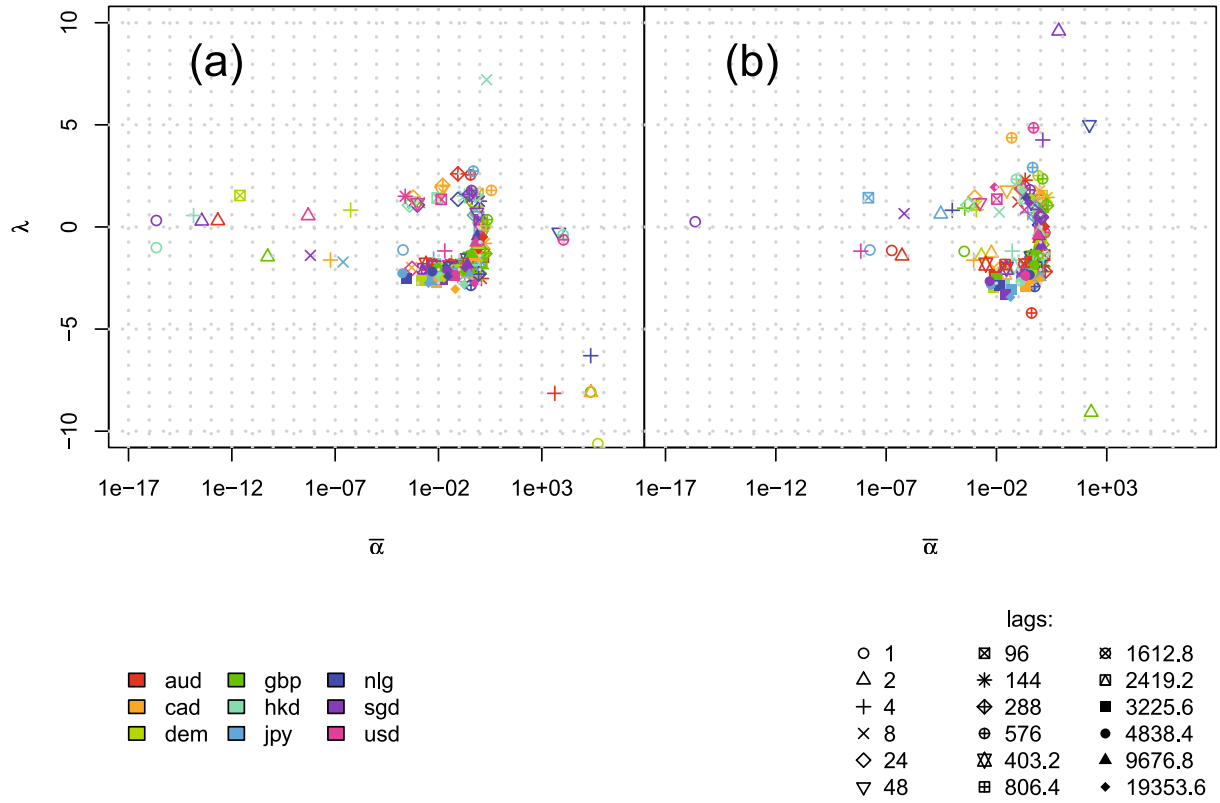 (a) (b)
10
5
0
−5
−10
λ
1e−17 1e−12 1e−07 1e−02 1e+03 1e−17 1e−12 1e−07 1e−02 1e+03
α α
lags:
1 96 1612.8
aud gbp nlg 2 144 2419.2
cad hkd sgd 4 288 3225.6
dem jpy usd 8 576 4838.4
24 403.2 9676.8
48 806.4 19353.6